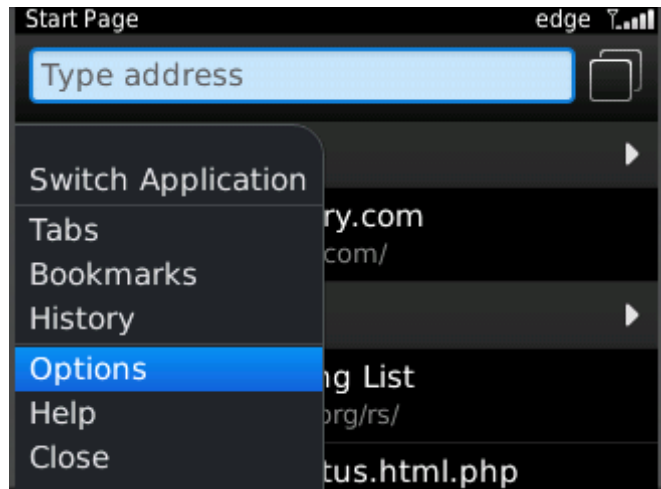 Start Page edge
Type address
Switch Application
Tabs
ry.com
com/
Bookmarks
History
Options
ng List
Help
org/rs/
Close
tus.html.php